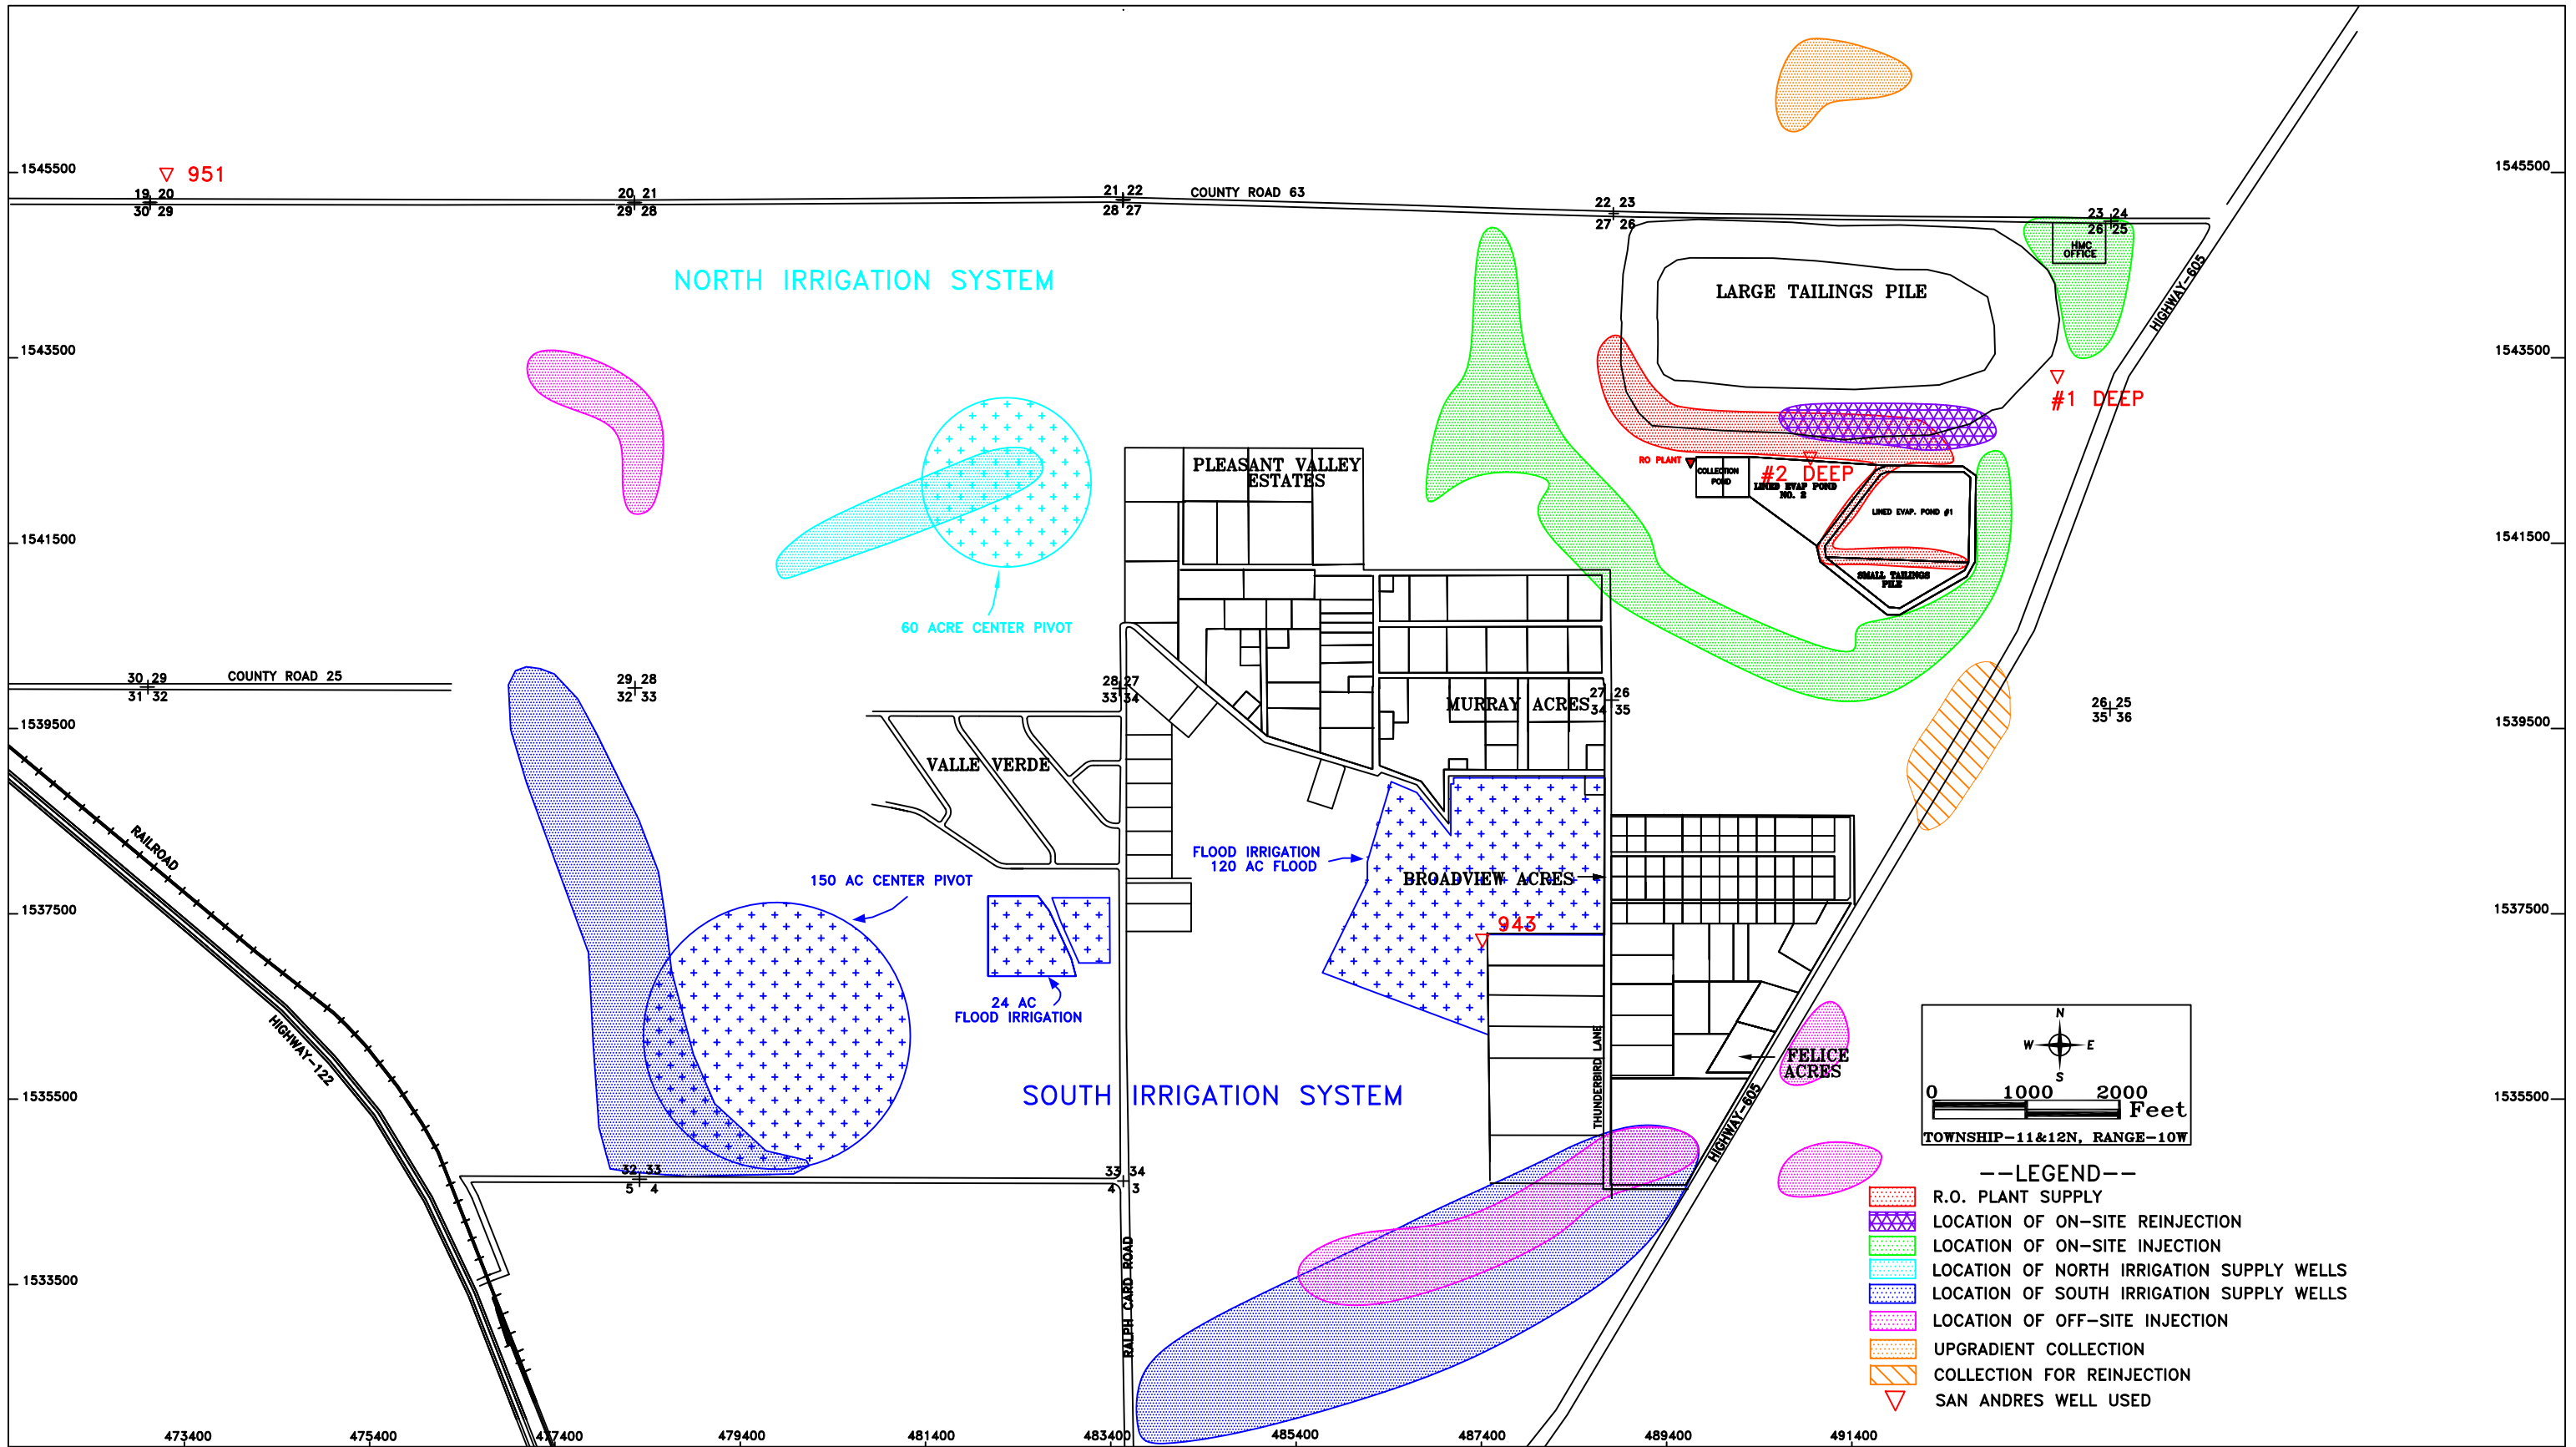 1545500
951
19 20
30 29
20 21
29 28
21 22
28 27
COUNTY ROAD 63
22 23
27 26
23 24
26 25
1545500
HMC
OFFICE
HIGHWAY-605
NORTH IRRIGATION SYSTEM
LARGE TAILINGS PILE
1543500
1543500
#1 DEEP
PLEASANT VALLEY
ESTATES
RO PLANT
COLLECTION
POND
#2 DEEP
LINED EVAP POND
NO. 2
LINED EVAP. POND #1
1541500
1541500
SMALL TAILINGS
PILE
60 ACRE CENTER PIVOT
30 29
31 32
COUNTY ROAD 25
29 28
32 33
28 27
33 34
MURRAY ACRES
27 26
34 35
26 25
35 36
1539500
1539500
VALLE VERDE
RAILROAD
FLOOD IRRIGATION
120 AC FLOOD
150 AC CENTER PIVOT
BROADVIEW ACRES
1537500
1537500
943
24 AC
FLOOD IRRIGATION
HIGHWAY-122
THUNDERBIRD LANE
FELICE
ACRES
SOUTH IRRIGATION SYSTEM
1535500
1535500
HIGHWAY-605
N
W E
S
0 1000 2000
Feet
TOWNSHIP-11&12N, RANGE-10W
32 33
5 4
33 34
4 3
RALPH CARD ROAD
1533500
--LEGEND--
R.O. PLANT SUPPLY
LOCATION OF ON-SITE REINJECTION
LOCATION OF ON-SITE INJECTION
LOCATION OF NORTH IRRIGATION SUPPLY WELLS
LOCATION OF SOUTH IRRIGATION SUPPLY WELLS
LOCATION OF OFF-SITE INJECTION
UPGRADIENT COLLECTION
COLLECTION FOR REINJECTION
SAN ANDRES WELL USED
473400
475400
477400
479400
481400
483400
485400
487400
489400
491400